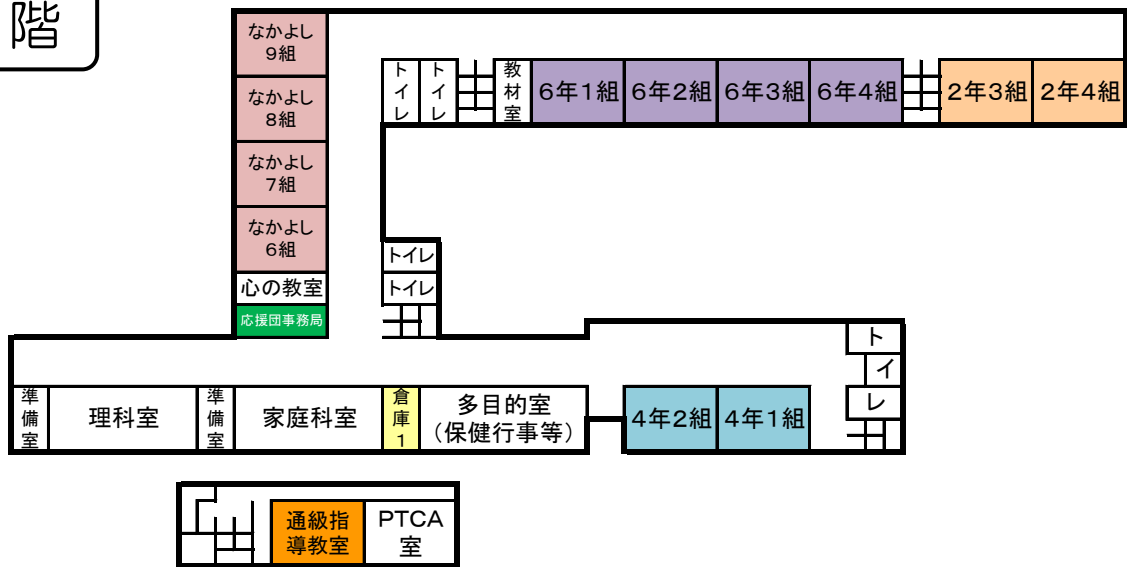 階
なかよし
9組
なかよし
8組
なかよし
7組
なかよし
6組
心の教室
応援団事務局
トイレ
トイレ
教材室
6年1組
6年2組
6年3組
6年4組
2年3組
2年4組
トイレ
トイレ
準備室
理科室
準備室
家庭科室
倉庫1
多目的室
（保健行事等）
4年2組
4年1組
トイレ
通級指
導教室
PTCA
室